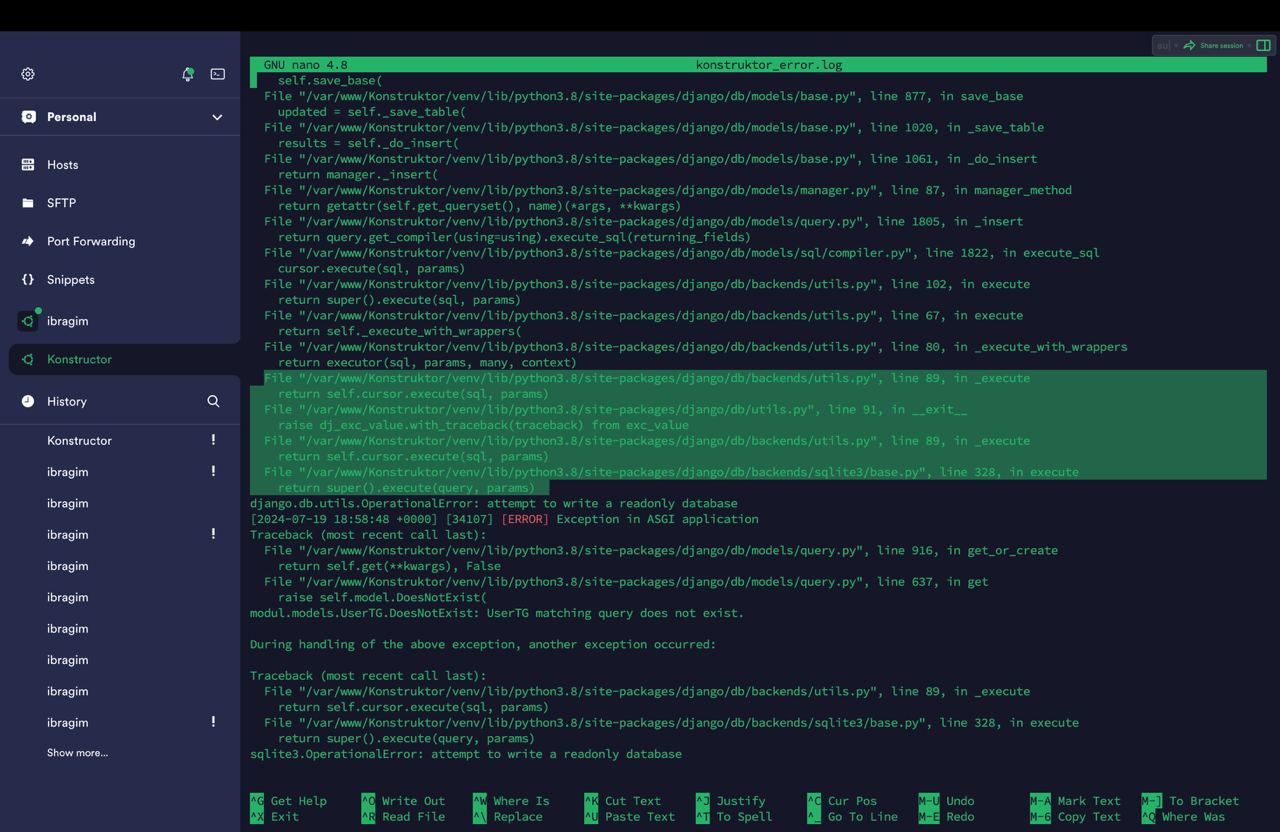 Share session
Personal
Hosts
SFTP
Port Forwarding
{} Snippets
ibragim
Konstructor
History
Konstructor !
ibragim !
ibragim
ibragim !
ibragim
ibragim
ibragim
ibragim
ibragim
ibragim !
Show more...
GNU nano 4.8 konstruktor_error.log
self.save_base(
File "/var/www/Konstruktor/venv/lib/python3.8/site-packages/django/db/models/base.py", line 877, in save_base
updated = self._save_table(
File "/var/www/Konstruktor/venv/lib/python3.8/site-packages/django/db/models/base.py", line 1020, in _save_table
results = self._do_insert(
File "/var/www/Konstruktor/venv/lib/python3.8/site-packages/django/db/models/base.py", line 1061, in _do_insert
return manager._insert(
File "/var/www/Konstruktor/venv/lib/python3.8/site-packages/django/db/models/manager.py", line 87, in manager_method
return getattr(self.get_queryset(), name)(*args, **kwargs)
File "/var/www/Konstruktor/venv/lib/python3.8/site-packages/django/db/models/query.py", line 1805, in _insert
return query.get_compiler(using=using).execute_sql(returning_fields)
File "/var/www/Konstruktor/venv/lib/python3.8/site-packages/django/db/models/sql/compiler.py", line 1822, in execute_sql
cursor.execute(sql, params)
File "/var/www/Konstruktor/venv/lib/python3.8/site-packages/django/db/backends/utils.py", line 102, in execute
return super().execute(sql, params)
File "/var/www/Konstruktor/venv/lib/python3.8/site-packages/django/db/backends/utils.py", line 67, in execute
return self._execute_with_wrappers(
File "/var/www/Konstruktor/venv/lib/python3.8/site-packages/django/db/backends/utils.py", line 80, in _execute_with_wrappers
return executor(sql, params, many, context)
File "/var/www/Konstruktor/venv/lib/python3.8/site-packages/django/db/backends/utils.py", line 89, in _execute
return self.cursor.execute(sql, params)
File "/var/www/Konstruktor/venv/lib/python3.8/site-packages/django/db/utils.py", line 91, in __exit__
raise dj_exc_value.with_traceback(traceback) from exc_value
File "/var/www/Konstruktor/venv/lib/python3.8/site-packages/django/db/backends/utils.py", line 89, in _execute
return self.cursor.execute(sql, params)
File "/var/www/Konstruktor/venv/lib/python3.8/site-packages/django/db/backends/sqlite3/base.py", line 328, in execute
return super().execute(query, params)
django.db.utils.OperationalError: attempt to write a readonly database
[2024-07-19 18:58:48 +0000] [34107] [ERROR] Exception in ASGI application
Traceback (most recent call last):
File "/var/www/Konstruktor/venv/lib/python3.8/site-packages/django/db/models/query.py", line 916, in get_or_create
return self.get(**kwargs), False
File "/var/www/Konstruktor/venv/lib/python3.8/site-packages/django/db/models/query.py", line 637, in get
raise self.model.DoesNotExist(
modul.models.UserTG.DoesNotExist: UserTG matching query does not exist.
During handling of the above exception, another exception occurred:
Traceback (most recent call last):
File "/var/www/Konstruktor/venv/lib/python3.8/site-packages/django/db/backends/utils.py", line 89, in _execute
return self.cursor.execute(sql, params)
File "/var/www/Konstruktor/venv/lib/python3.8/site-packages/django/db/backends/sqlite3/base.py", line 328, in execute
return super().execute(query, params)
sqlite3.OperationalError: attempt to write a readonly database
^G Get Help ^O Write Out ^W Where Is ^K Cut Text ^J Justify ^C Cur Pos M-U Undo M-A Mark Text M-] To Bracket
^X Exit ^R Read File ^\ Replace ^U Paste Text ^T To Spell ^_ Go To Line M-E Redo M-6 Copy Text ^Q Where Was